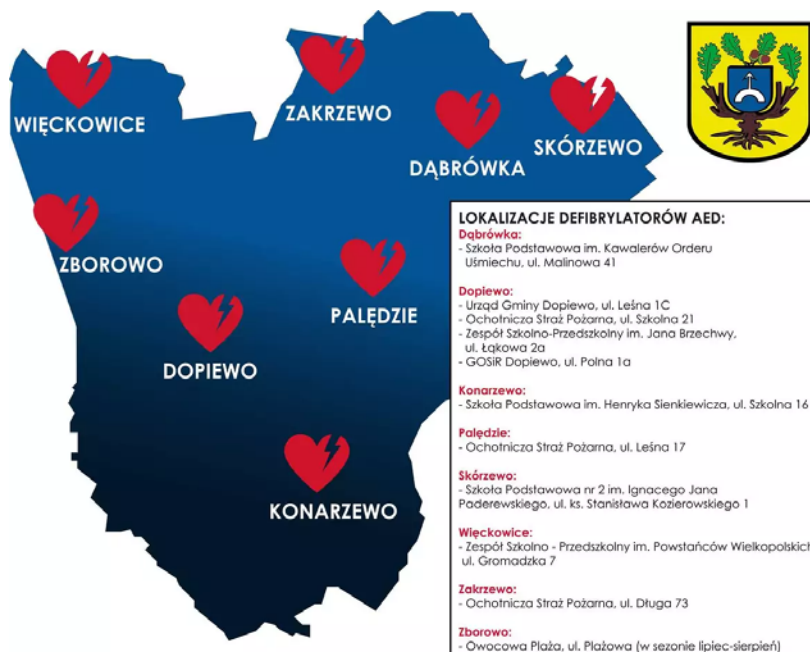 WIĘCKOWICE
ZAKRZEWO
DĄBRÓWKA
SKÓRZEWO
ZBOROWO
PALĘDZIE
DOPIEWO
KONARZEWO
LOKALIZACJE DEFIBRYLATORÓW AED:
Dąbrówka:
- Szkoła Podstawowa im. Kawalerów Orderu
Uśmiechu, ul. Malinowa 41
Dopiewo:
- Urząd Gminy Dopiewo, ul. Leśna 1C
- Ochotnicza Straż Pożarna, ul. Szkolna 21
- Zespół Szkolno-Przedszkolny im. Jana Brzechwy,
ul. Łąkowa 2a
- GOSiR Dopiewo, ul. Polna 1a
Konarzewo:
- Szkoła Podstawowa im. Henryka Sienkiewicza, ul. Szkolna 16
Palędzie:
- Ochotnicza Straż Pożarna, ul. Leśna 17
Skórzewo:
- Szkoła Podstawowa nr 2 im. Ignacego Jana
Paderewskiego, ul. ks. Stanisława Kozierowskiego 1
Więckowice:
- Zespół Szkolno - Przedszkolny im. Powstańców Wielkopolskich
ul. Gromadzka 7
Zakrzewo:
- Ochotnicza Straż Pożarna, ul. Długa 73
Zborowo:
- Owocowa Plaża, ul. Plażowa (w sezonie lipiec-sierpień)